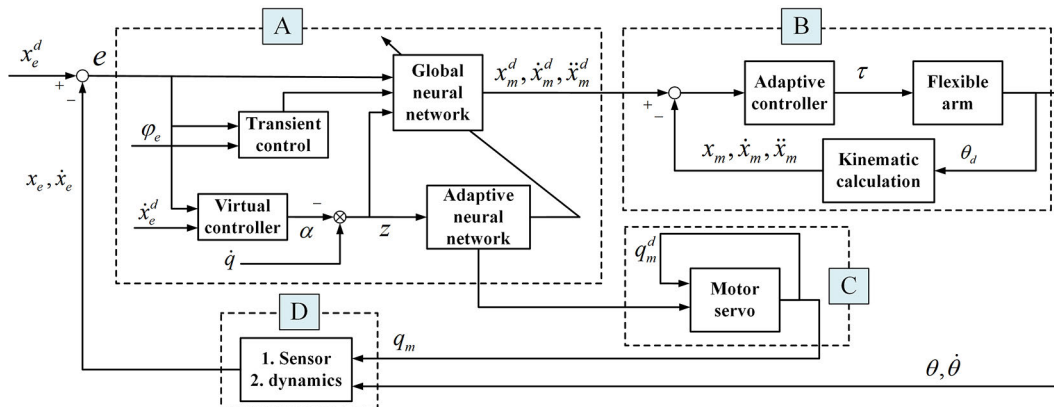 A
B
x_e^d
e
+
−
Global
neural
network
x_m^d, ẋ_m^d, ẍ_m^d
+
−
Adaptive
controller
τ
Flexible
arm
φ_e
Transient
control
x_m, ẋ_m, ẍ_m
Kinematic
calculation
θ_d
x_e, ẋ_e
ẋ_e^d
Virtual
controller
−
α
z
Adaptive
neural
network
q̇
q_m^d
Motor
servo
C
D
1. Sensor
2. dynamics
q_m
θ, θ̇